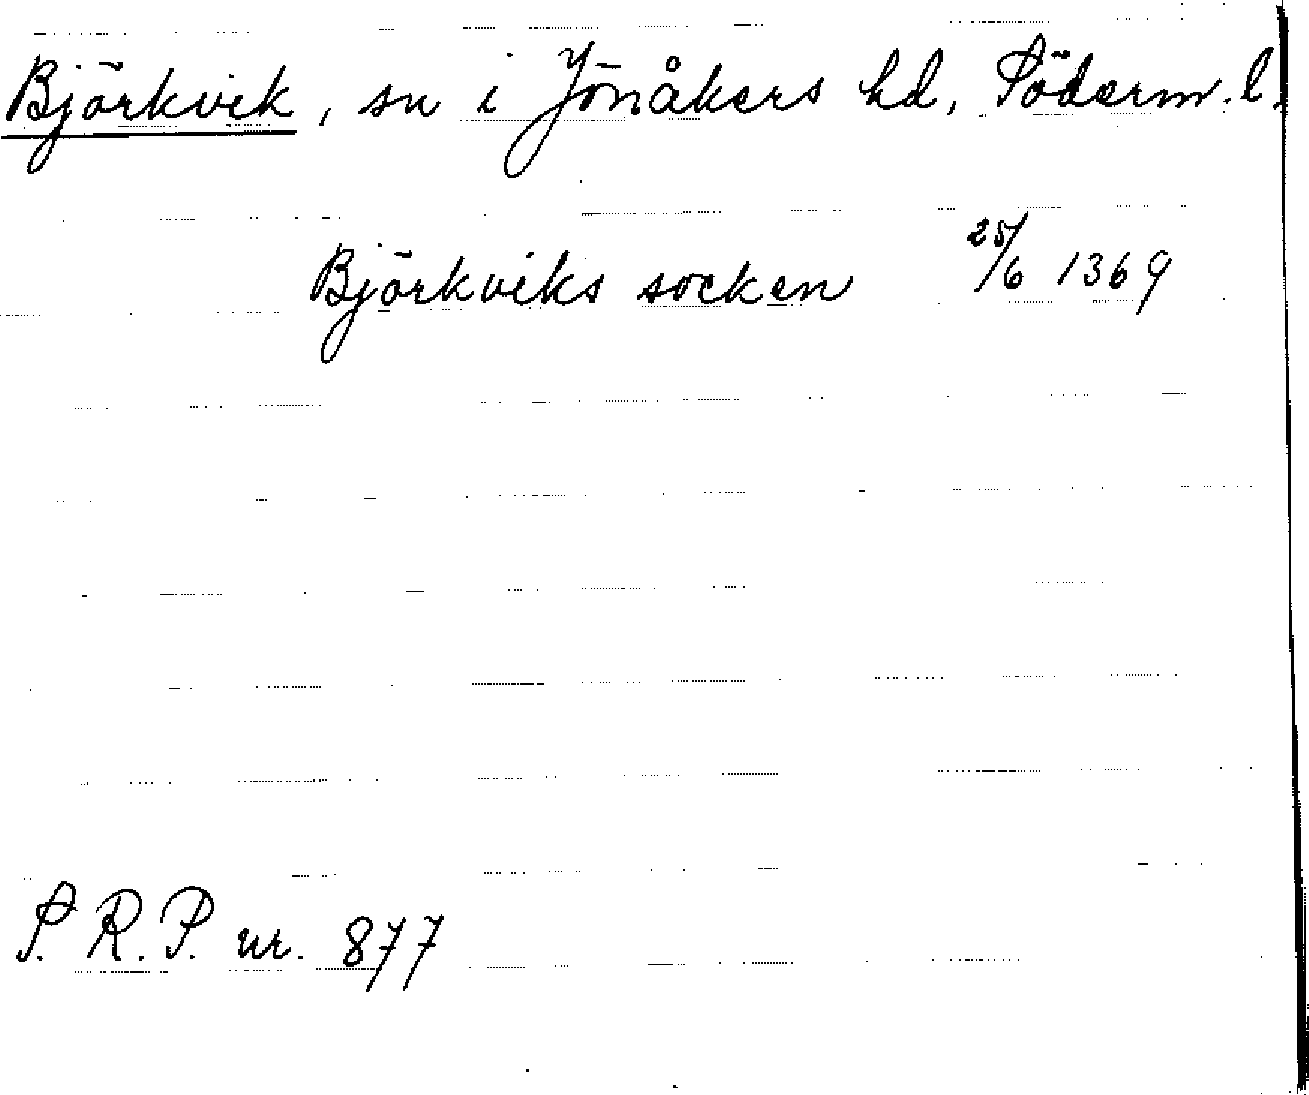 Björkvik, sn i Jönåkers hd, Söderm. l.
Björkviks socken 25/6 1369
S. R. P. nr. 877